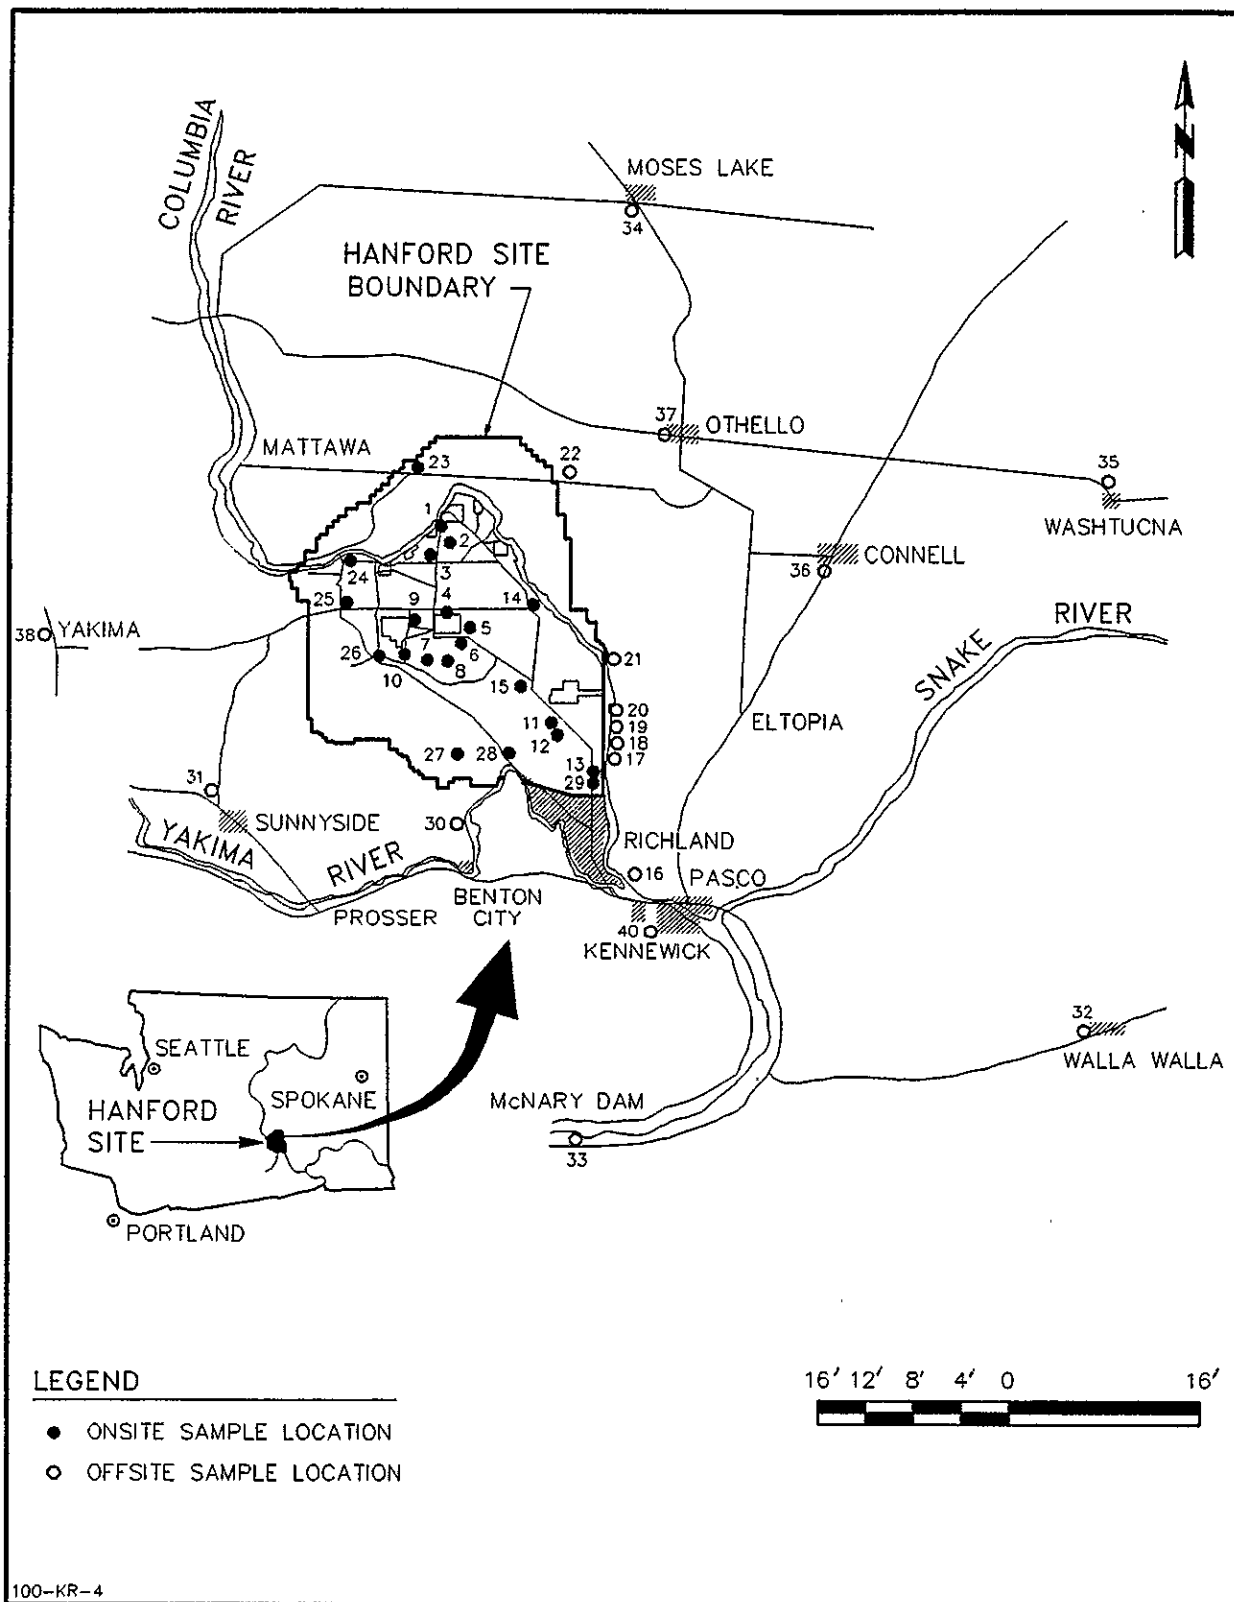 N
COLUMBIA
RIVER
MOSES LAKE
34
HANFORD SITE
BOUNDARY
37
OTHELLO
MATTAWA
23
22
35
WASHTUCNA
1
2
3
CONNELL
36
24
25
9
4
14
RIVER
SNAKE
38
YAKIMA
5
26
7
6
8
10
21
15
20
11
19
ELTOPIA
12
18
27
28
17
13
29
31
SUNNYSIDE
30
YAKIMA
RIVER
RICHLAND
16
PASCO
BENTON
CITY
PROSSER
40
KENNEWICK
32
WALLA WALLA
SEATTLE
SPOKANE
McNARY DAM
HANFORD
SITE
33
PORTLAND
LEGEND
ONSITE SAMPLE LOCATION
OFFSITE SAMPLE LOCATION
16' 12' 8' 4' 0 16'
100-KR-4